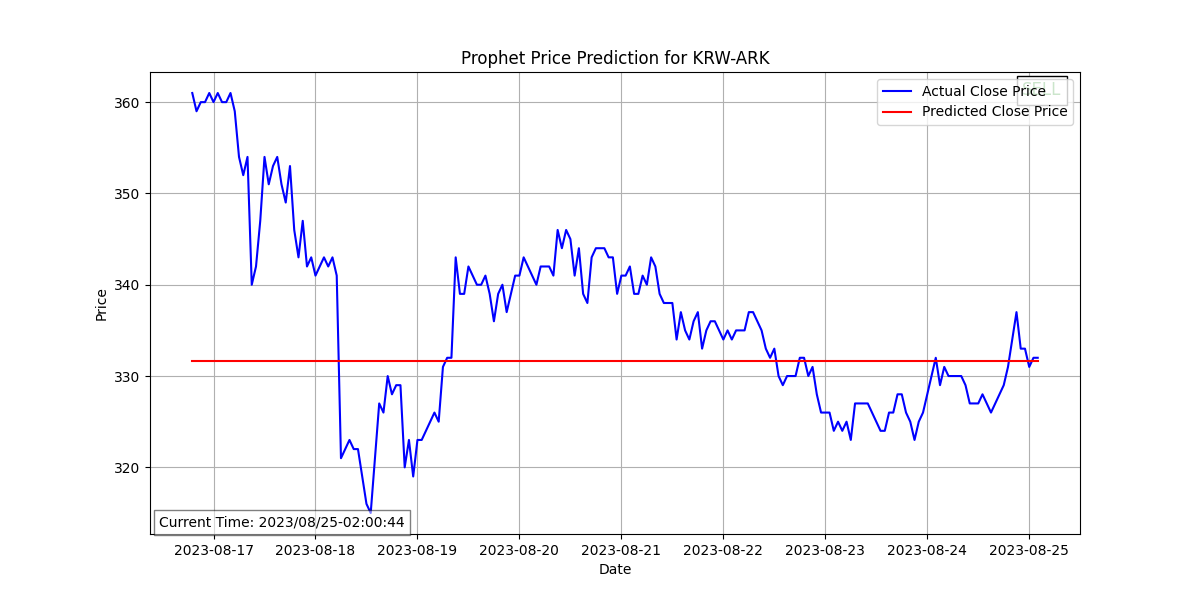 Prophet Price Prediction for KRW-ARK
SELL
Actual Close Price
Predicted Close Price
360
350
340
330
320
Price
Current Time: 2023/08/25-02:00:44
2023-08-17
2023-08-18
2023-08-19
2023-08-20
2023-08-21
2023-08-22
2023-08-23
2023-08-24
2023-08-25
Date